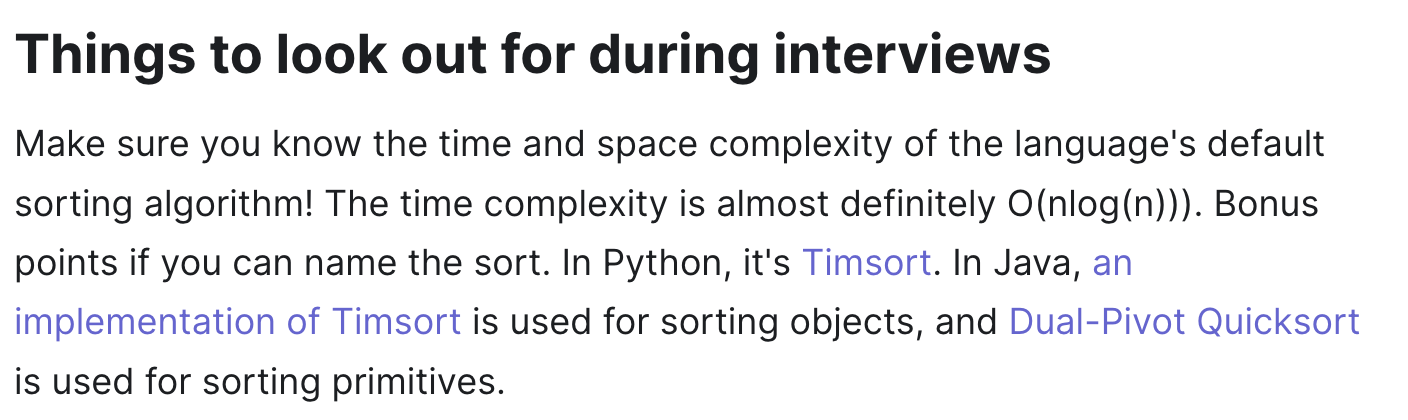 Things to look out for during interviews
Make sure you know the time and space complexity of the language's default
sorting algorithm! The time complexity is almost definitely O(nlog(n))). Bonus
points if you can name the sort. In Python, it's Timsort. In Java, an
implementation of Timsort is used for sorting objects, and Dual-Pivot Quicksort
is used for sorting primitives.